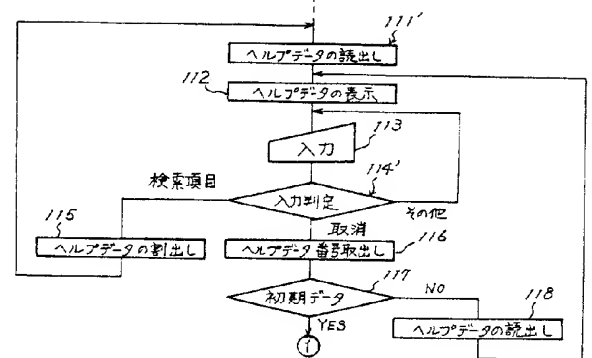 111'
ヘルプデータの読出し
112
ヘルプデータの表示
113
入力
114'
検索項目
入力判定
その他
取消
115
ヘルプデータの割出し
ヘルプデータ番号取出し
116
117
初期データ
NO
118
YES
ヘルプデータの読出し
1